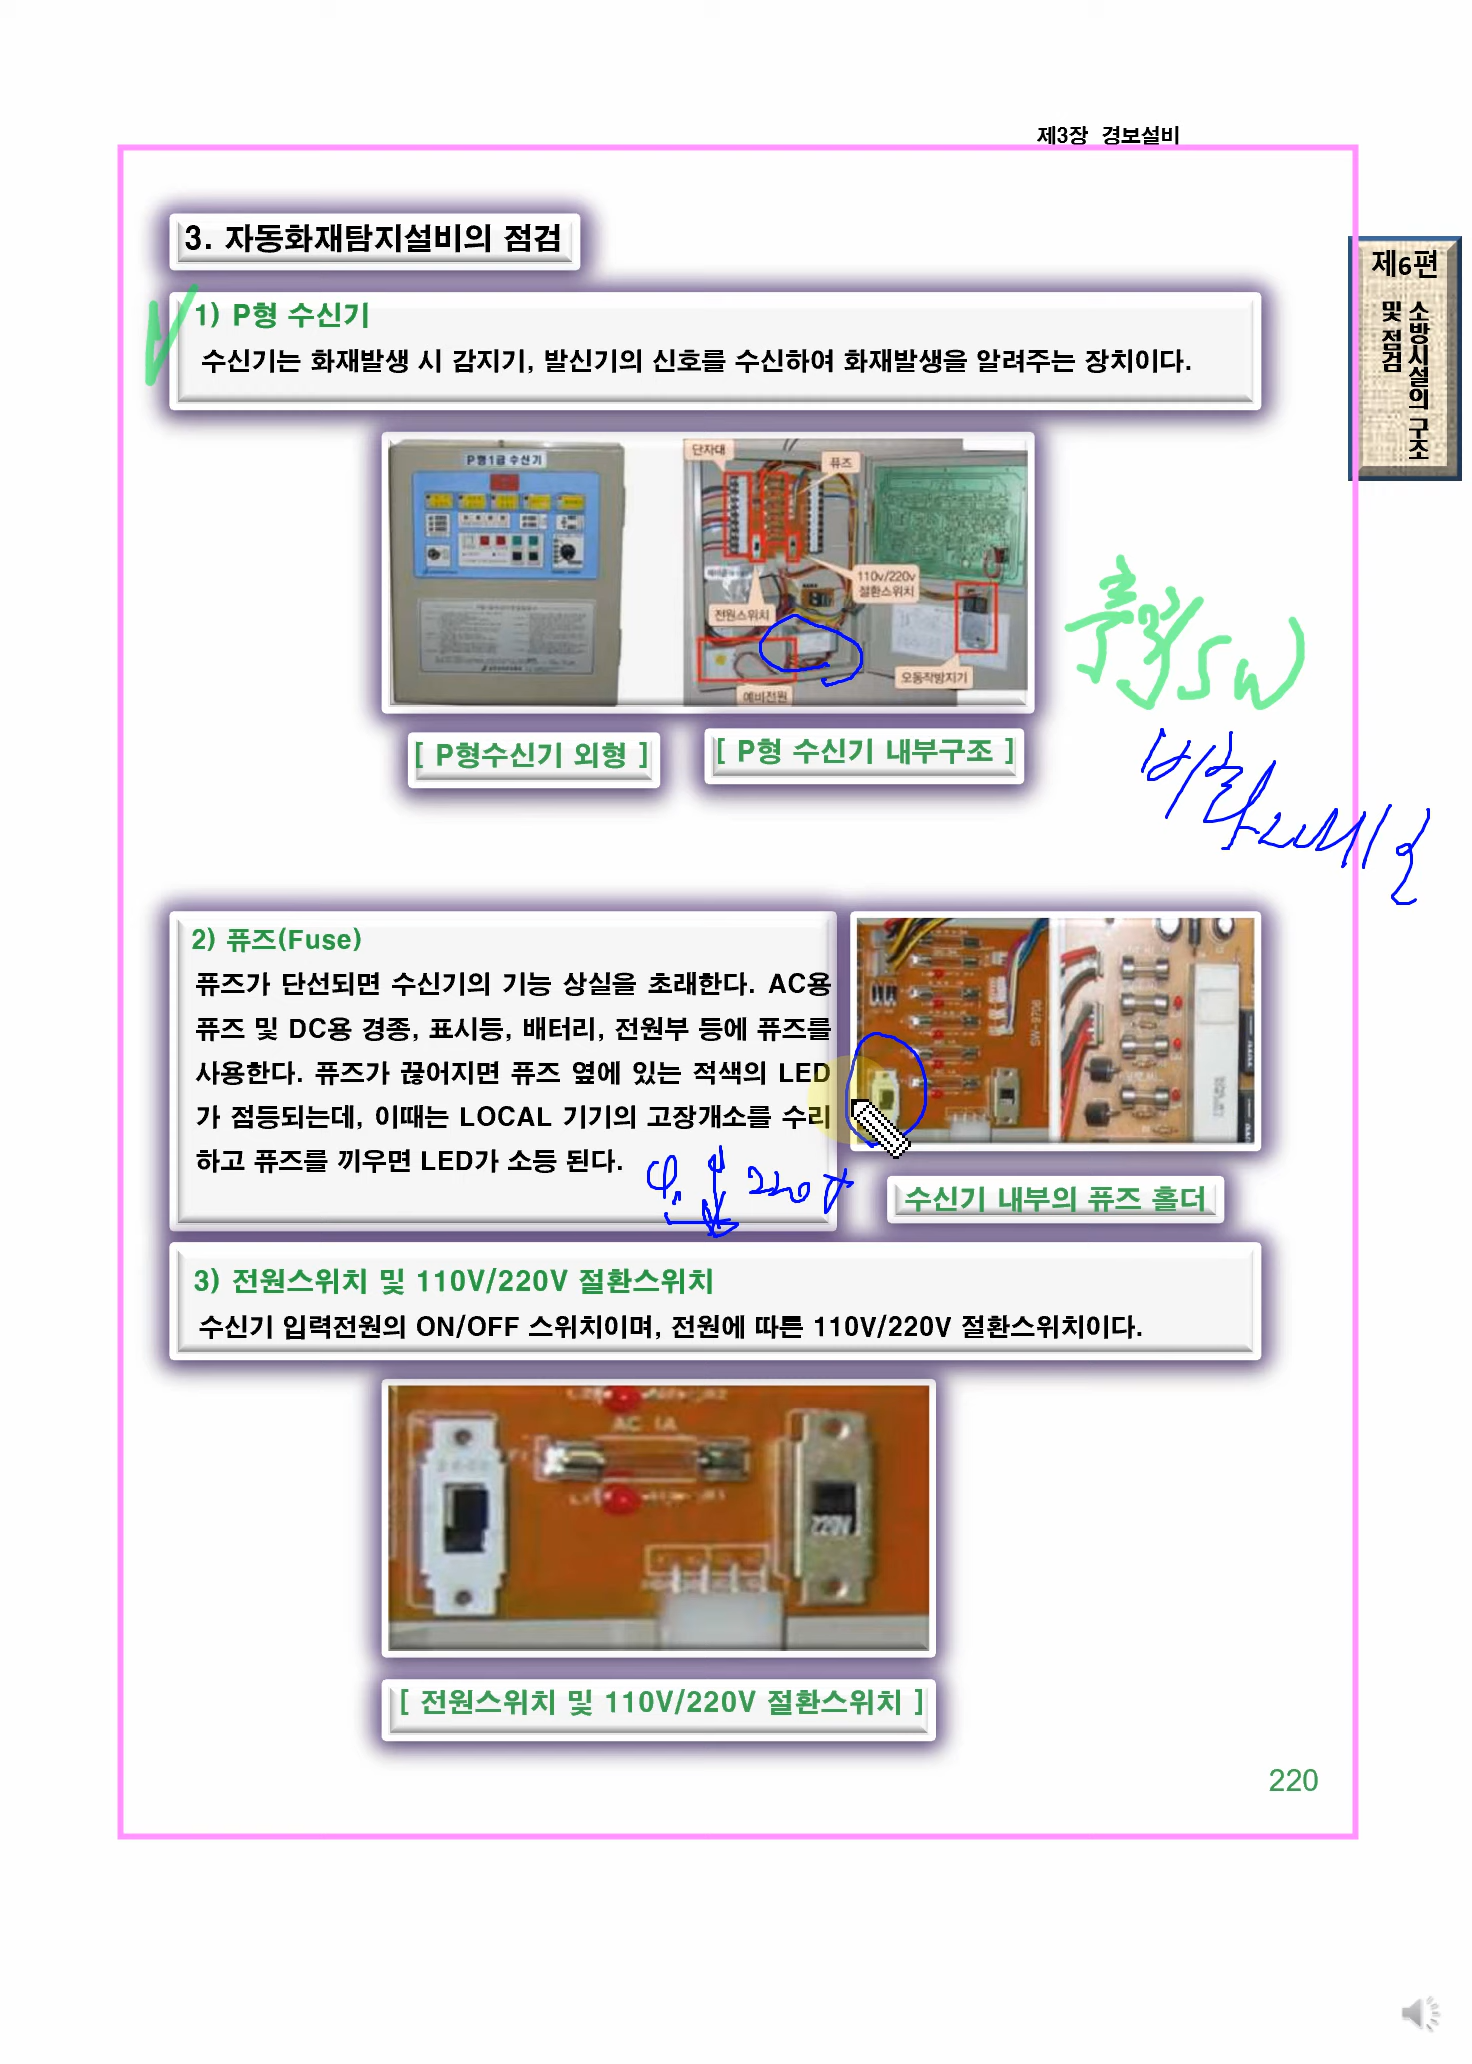 제3장 경보설비
제6편
소방시설의 구조
및 점검
3. 자동화재탐지설비의 점검
1) P형 수신기
수신기는 화재발생 시 감지기, 발신기의 신호를 수신하여 화재발생을 알려주는 장치이다.
P형1급 수신기
단자대
퓨즈
110v/220v
절환스위치
전원스위치
예비전원
오동작방지기
[ P형수신기 외형 ]
[ P형 수신기 내부구조 ]
2) 퓨즈(Fuse)
퓨즈가 단선되면 수신기의 기능 상실을 초래한다. AC용
퓨즈 및 DC용 경종, 표시등, 배터리, 전원부 등에 퓨즈를
사용한다. 퓨즈가 끊어지면 퓨즈 옆에 있는 적색의 LED
가 점등되는데, 이때는 LOCAL 기기의 고장개소를 수리
하고 퓨즈를 끼우면 LED가 소등 된다.
220V
수신기 내부의 퓨즈 홀더
3) 전원스위치 및 110V/220V 절환스위치
수신기 입력전원의 ON/OFF 스위치이며, 전원에 따른 110V/220V 절환스위치이다.
AC 1A
220V
[ 전원스위치 및 110V/220V 절환스위치 ]
220